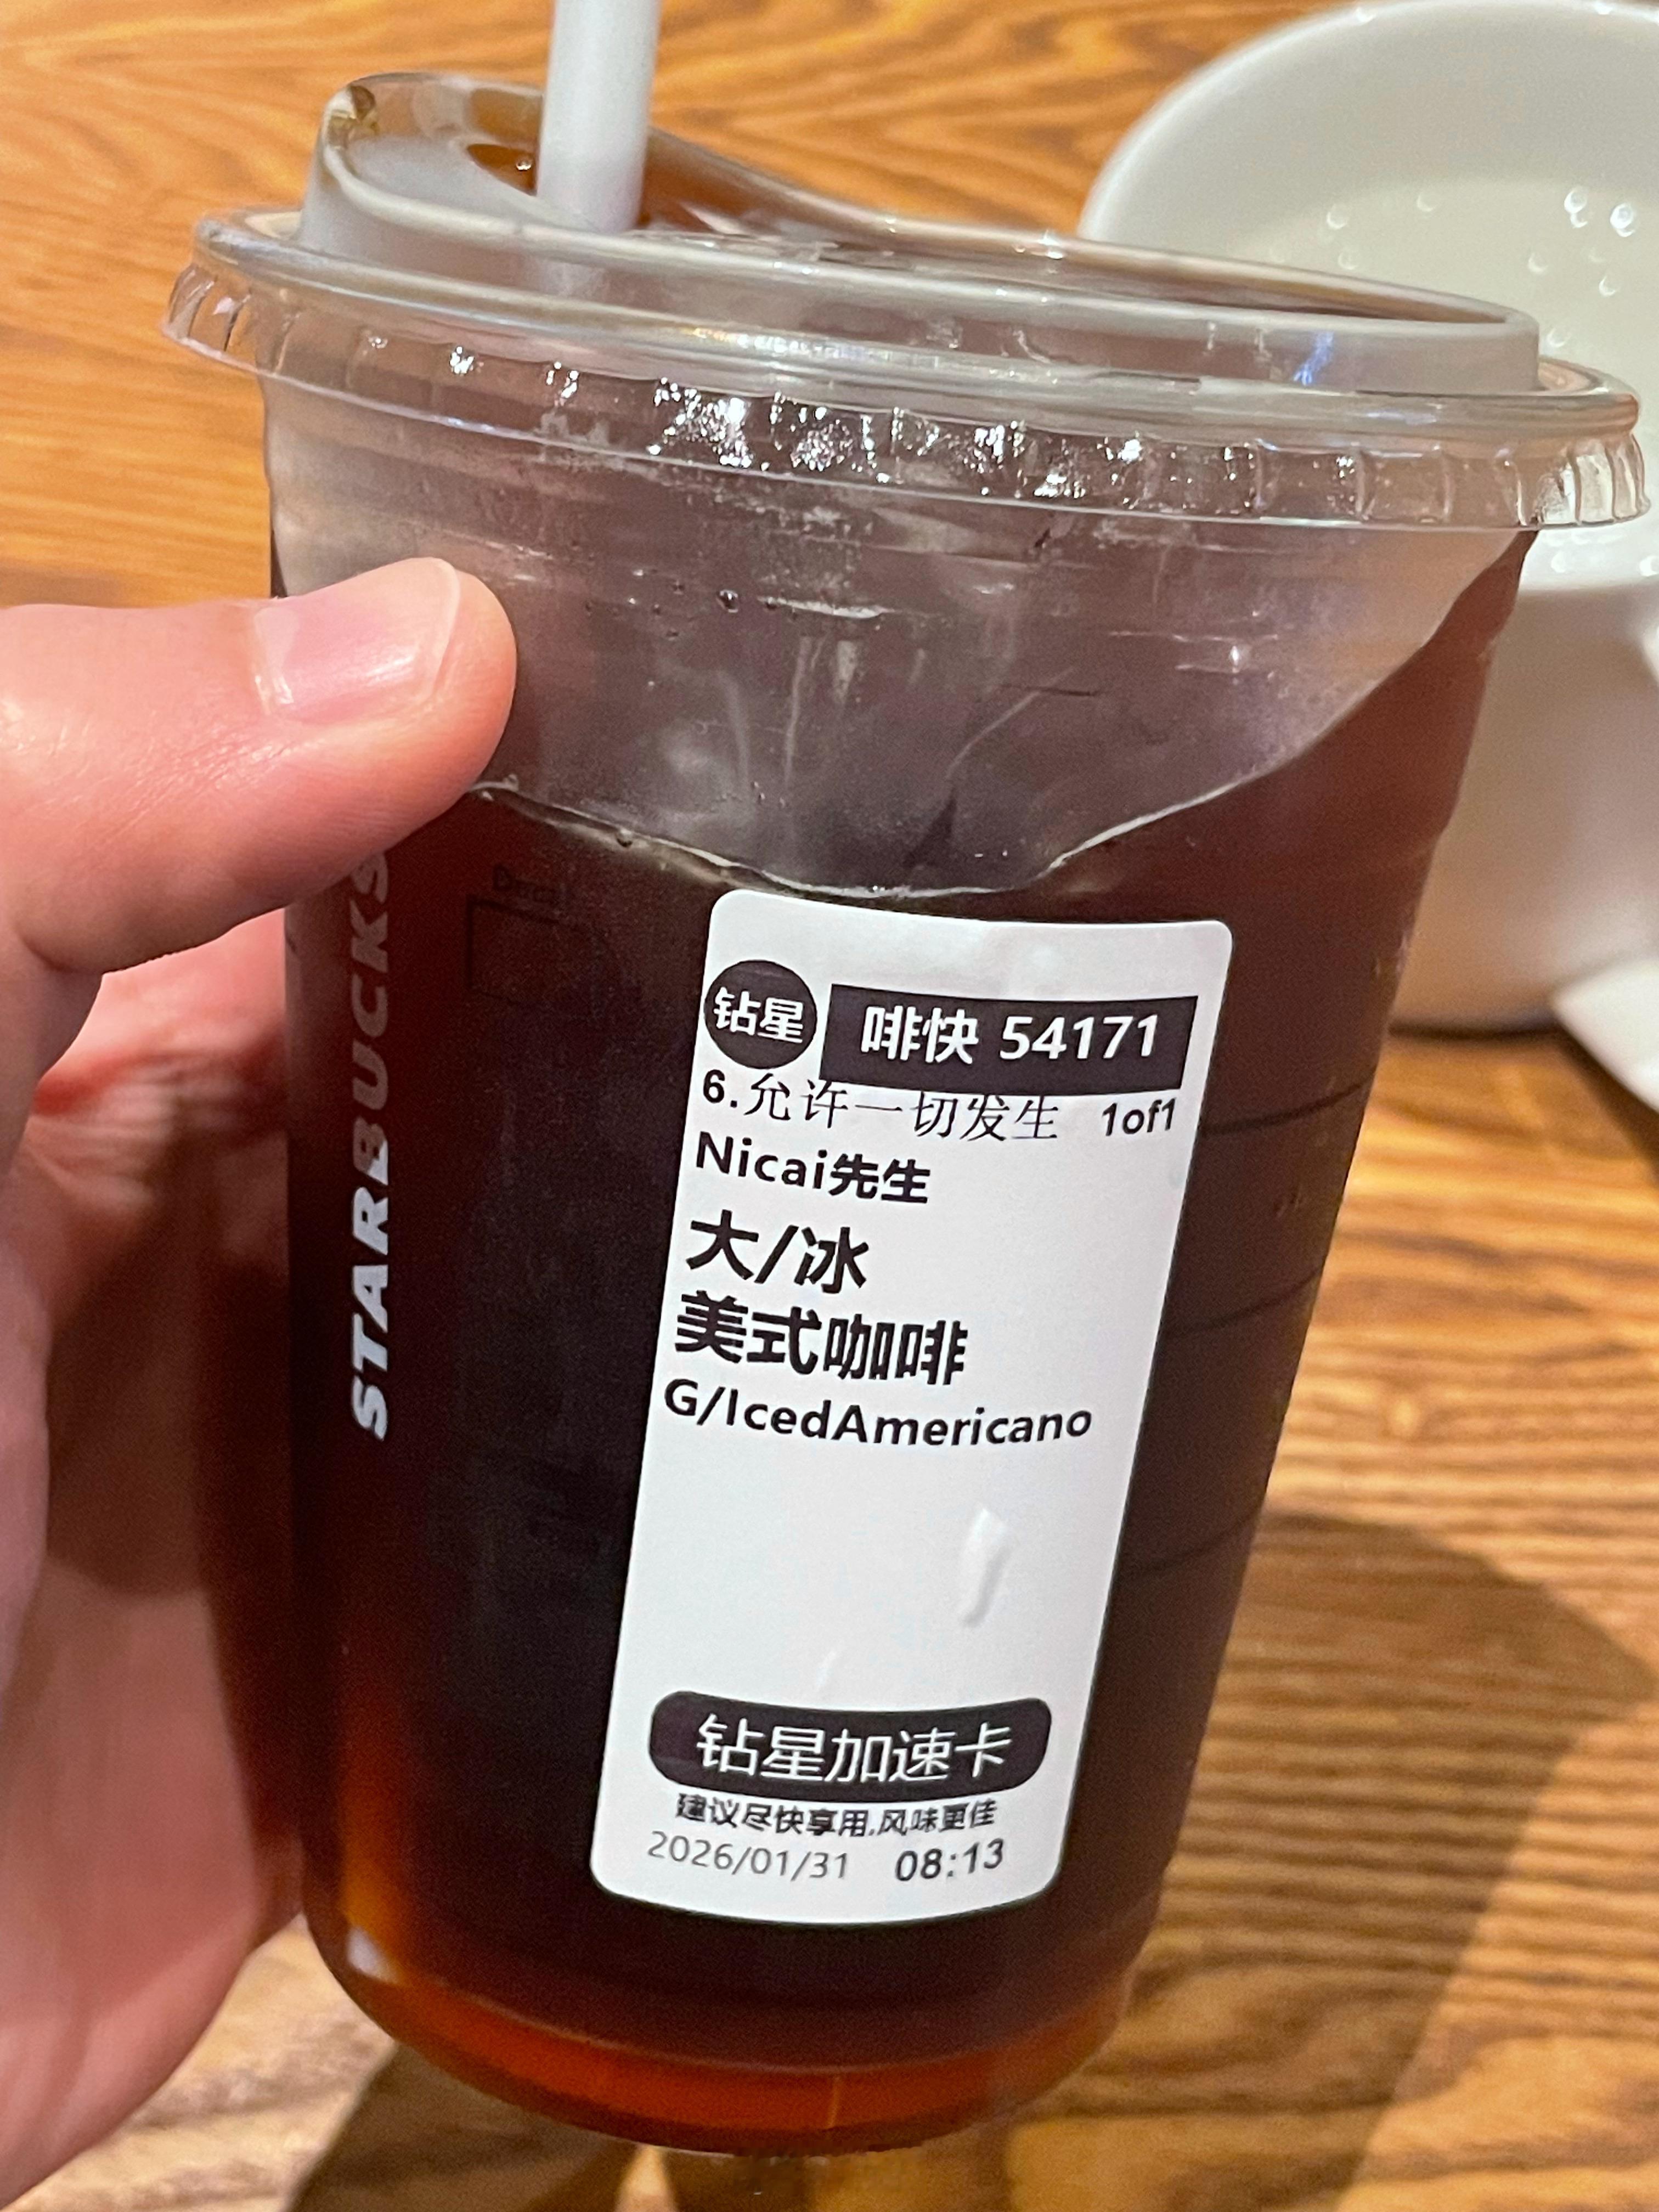 STARBUCKS
Decaf
钻星
啡快 54171
6.允许一切发生 1of1
Nicai先生
大/冰
美式咖啡
G/IcedAmericano
钻星加速卡
建议尽快享用,风味更佳
2026/01/31 08:13